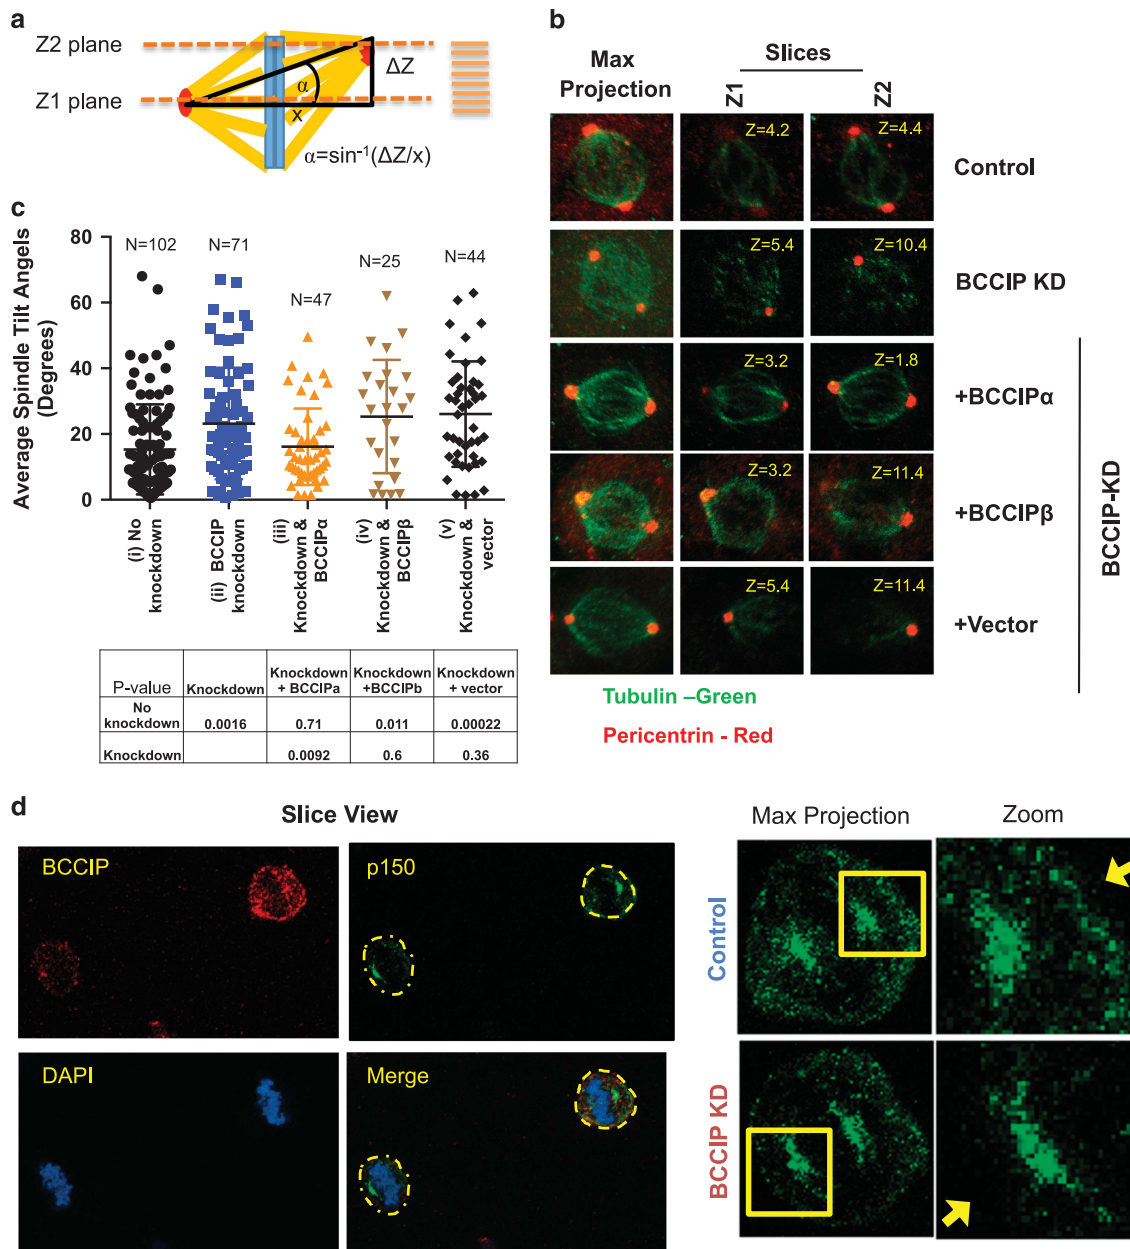 a
Z2 plane
ΔZ
α
Z1 plane
x
α=sin⁻¹(ΔZ/x)
b
Max Projection
Slices
Z1
Z2
Z=4.2
Z=4.4
Control
Z=5.4
Z=10.4
BCCIP KD
Z=3.2
Z=1.8
+BCCIPα
Z=3.2
Z=11.4
+BCCIPβ
Z=5.4
Z=11.4
+Vector
BCCIP-KD
Tubulin –Green
Pericentrin - Red
c
Average Spindle Tilt Angels
(Degrees)
80
60
40
20
0
N=102
N=71
N=47
N=25
N=44
(i) No knockdown
(ii) BCCIP knockdown
(iii) Knockdown & BCCIPα
(iv) Knockdown & BCCIPβ
(v) Knockdown & vector
P-value Knockdown Knockdown + BCCIPa Knockdown +BCCIPb Knockdown + vector
No knockdown 0.0016 0.71 0.011 0.00022
Knockdown 0.0092 0.6 0.36
d
Slice View
BCCIP
p150
DAPI
Merge
Max Projection
Zoom
Control
BCCIP KD